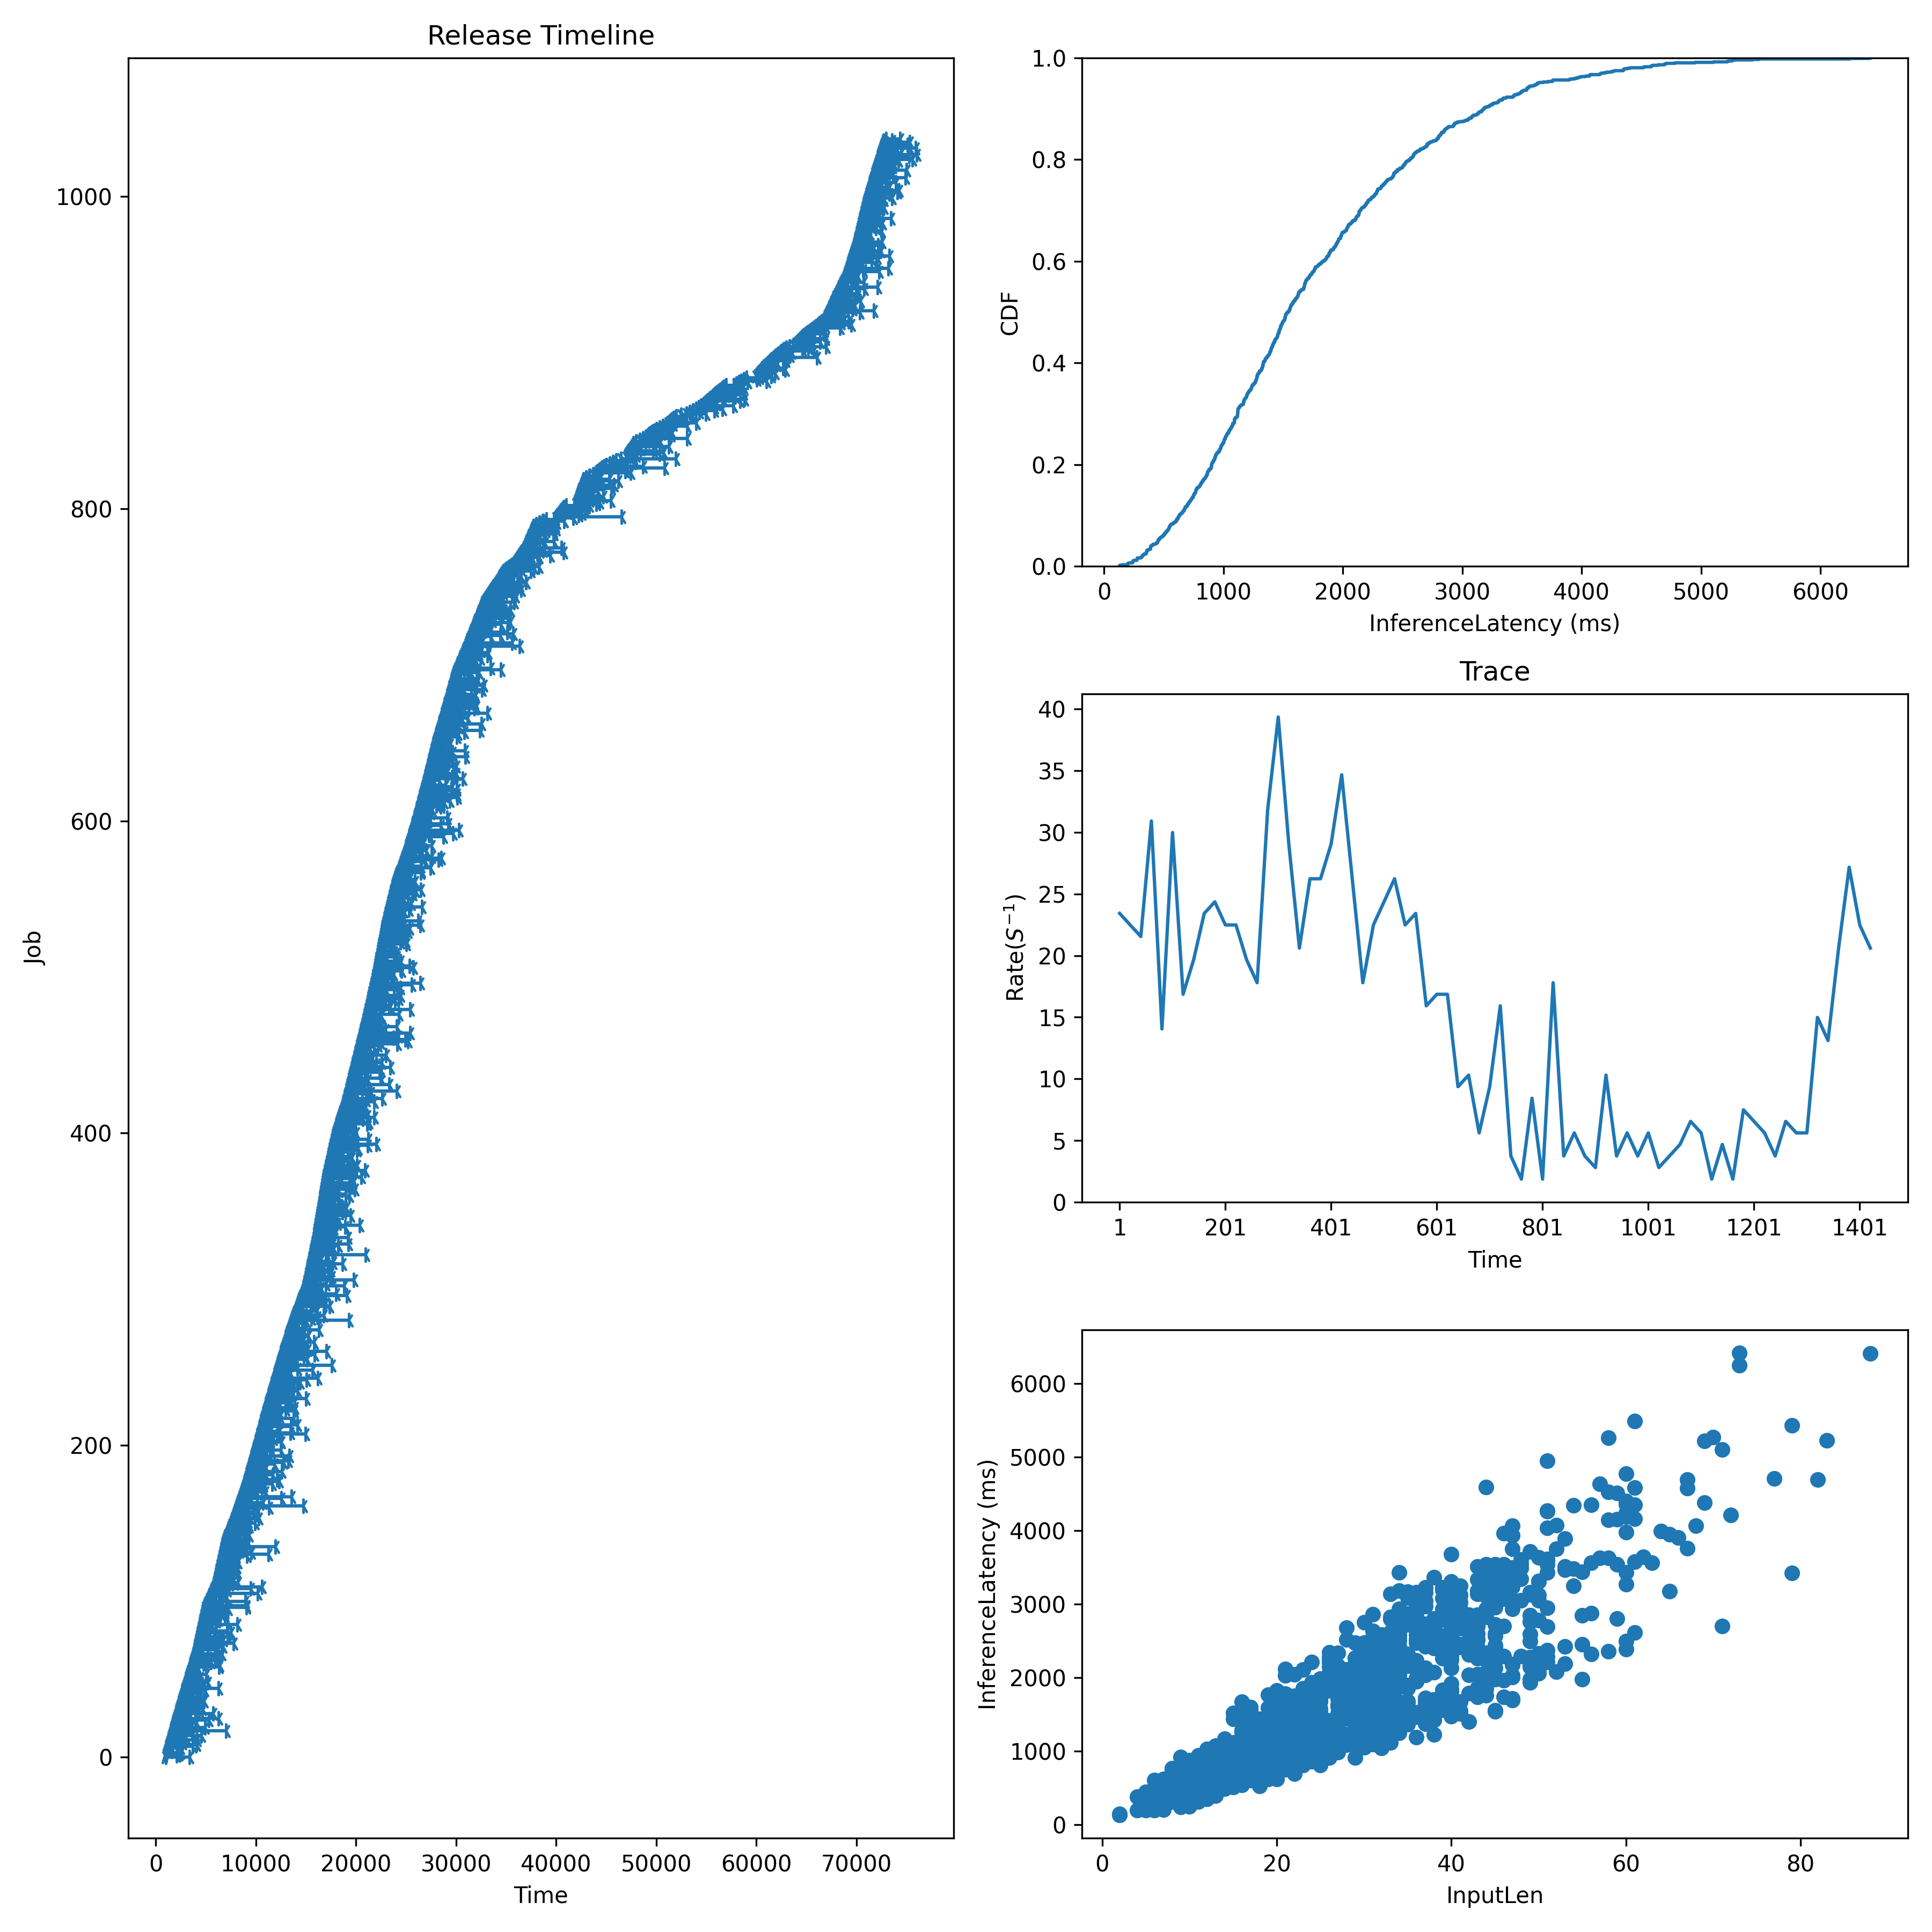 Release Timeline
Job
1000
800
600
400
200
0
0 10000 20000 30000 40000 50000 60000 70000
Time
CDF
1.0
0.8
0.6
0.4
0.2
0.0
0 1000 2000 3000 4000 5000 6000
InferenceLatency (ms)
Trace
Rate(S⁻¹)
40
35
30
25
20
15
10
5
0
1 201 401 601 801 1001 1201 1401
Time
InferenceLatency (ms)
6000
5000
4000
3000
2000
1000
0
0 20 40 60 80
InputLen